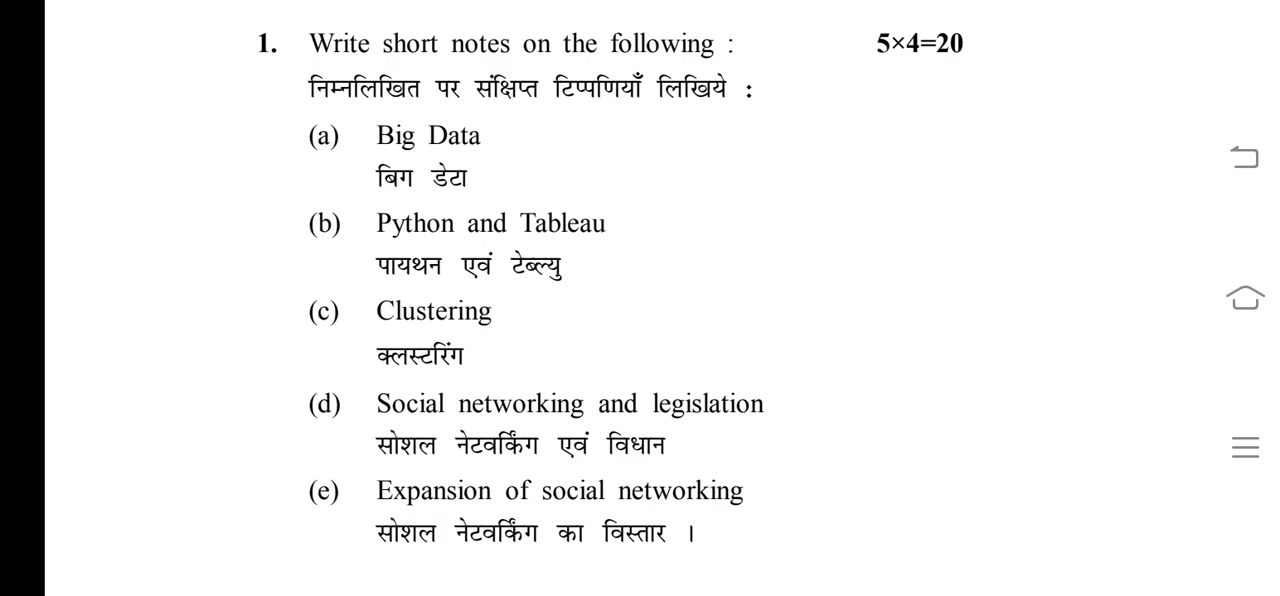 1. Write short notes on the following : 5×4=20
निम्नलिखित पर संक्षिप्त टिप्पणियाँ लिखिये :
(a) Big Data
बिग डेटा
(b) Python and Tableau
पायथन एवं टेब्ल्यु
(c) Clustering
क्लस्टरिंग
(d) Social networking and legislation
सोशल नेटवर्किंग एवं विधान
(e) Expansion of social networking
सोशल नेटवर्किंग का विस्तार ।